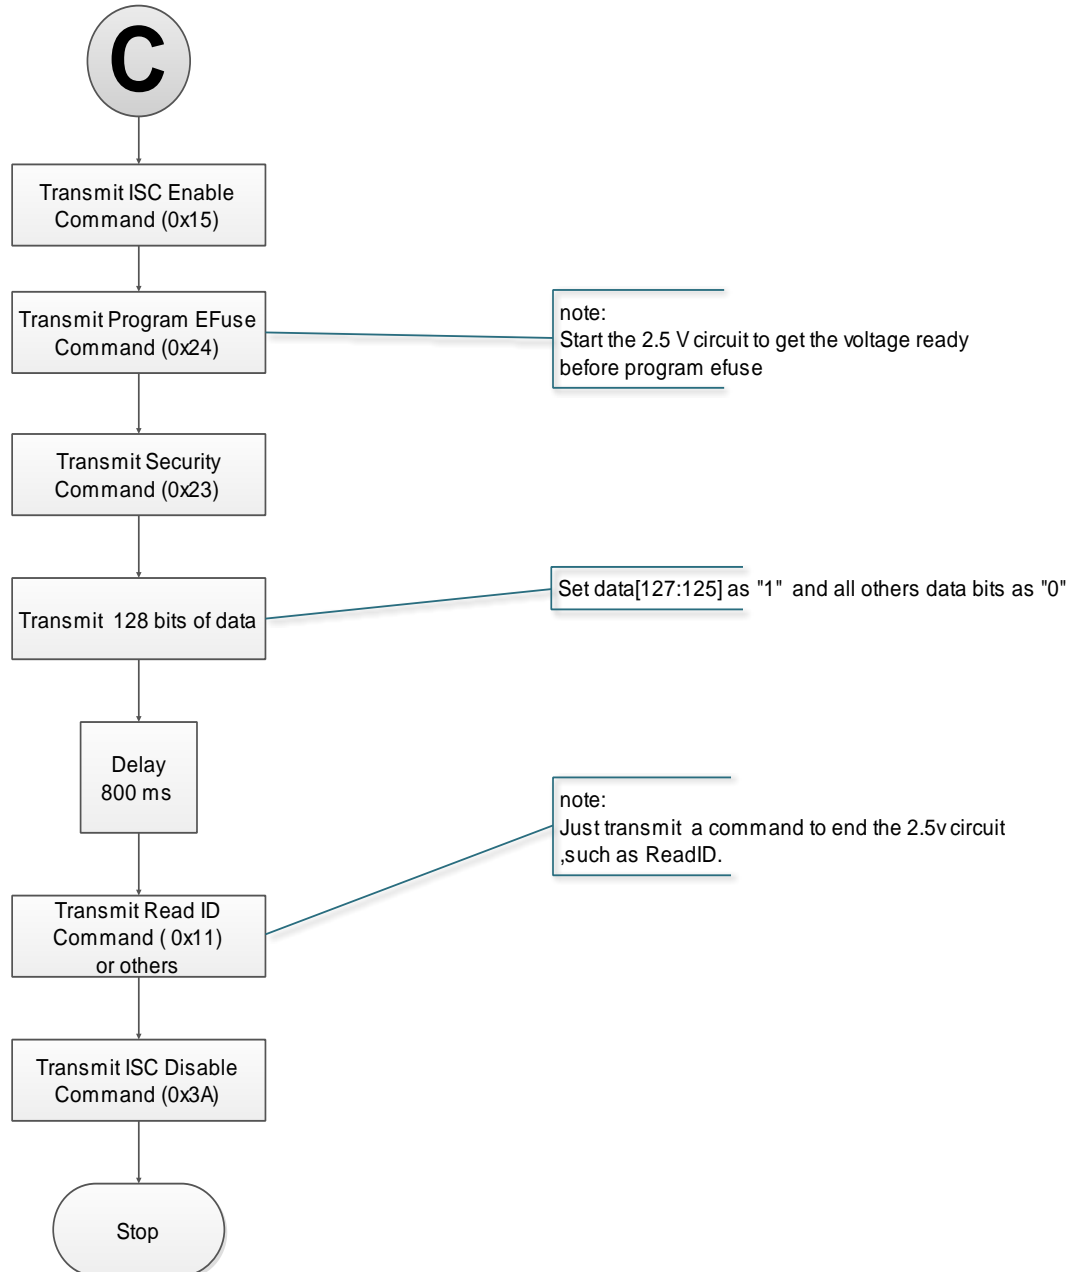 C
Transmit ISC Enable
Command (0x15)
Transmit Program EFuse
Command (0x24)
note:
Start the 2.5 V circuit to get the voltage ready
before program efuse
Transmit Security
Command (0x23)
Transmit 128 bits of data
Set data[127:125] as "1" and all others data bits as "0"
Delay
800 ms
note:
Just transmit a command to end the 2.5v circuit
,such as ReadID.
Transmit Read ID
Command ( 0x11)
or others
Transmit ISC Disable
Command (0x3A)
Stop